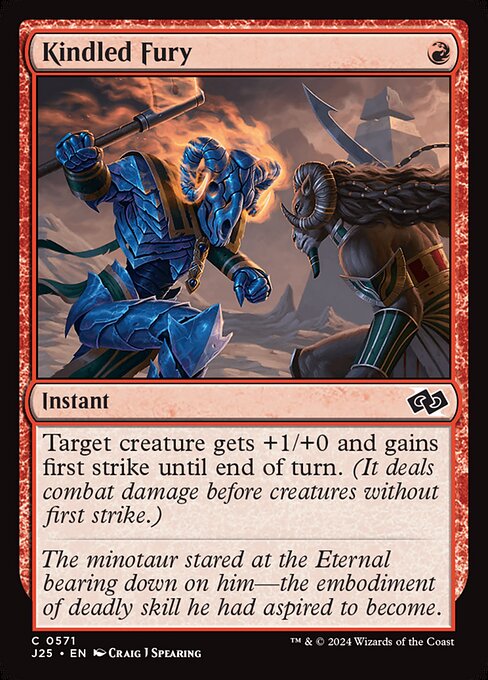 Kindled Fury
Instant
Target creature gets +1/+0 and gains
first strike until end of turn. (It deals
combat damage before creatures without
first strike.)
The minotaur stared at the Eternal
bearing down on him—the embodiment
of deadly skill he had aspired to become.
C 0571
J25 • EN Craig J Spearing
™ & © 2024 Wizards of the Coast